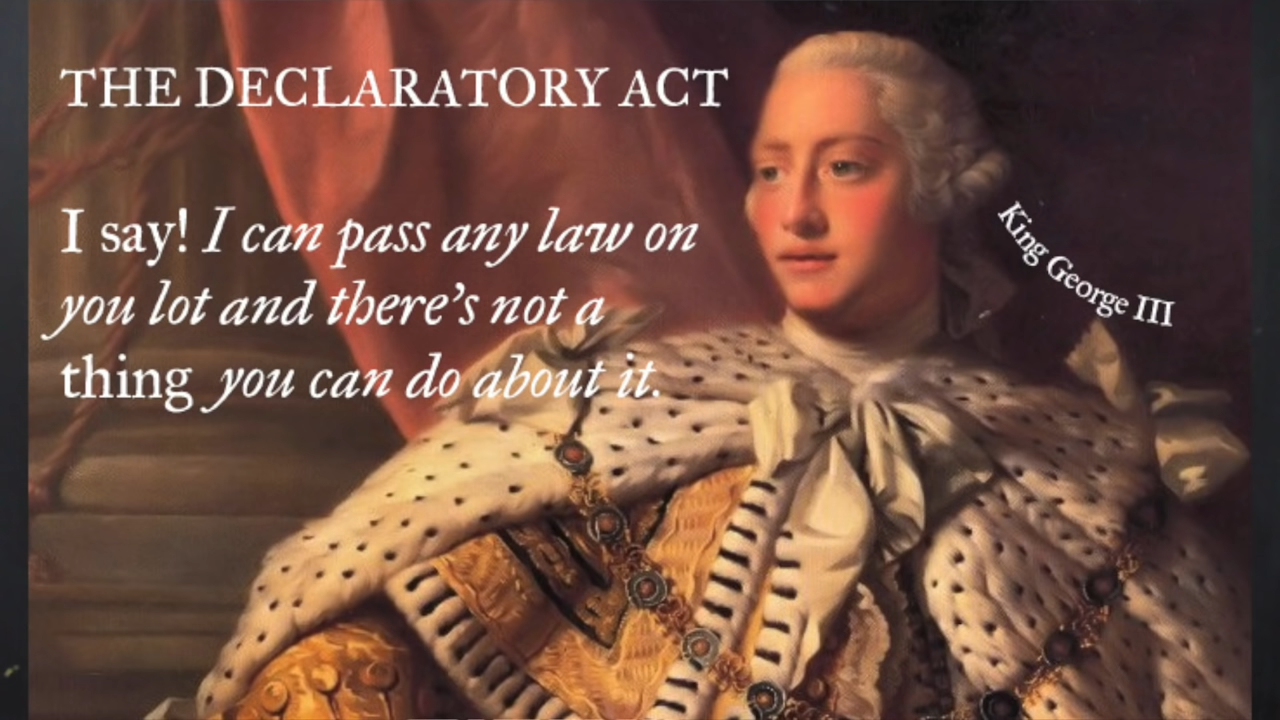 THE DECLARATORY ACT
I say! I can pass any law on
you lot and there's not a
thing you can do about it.
King George III